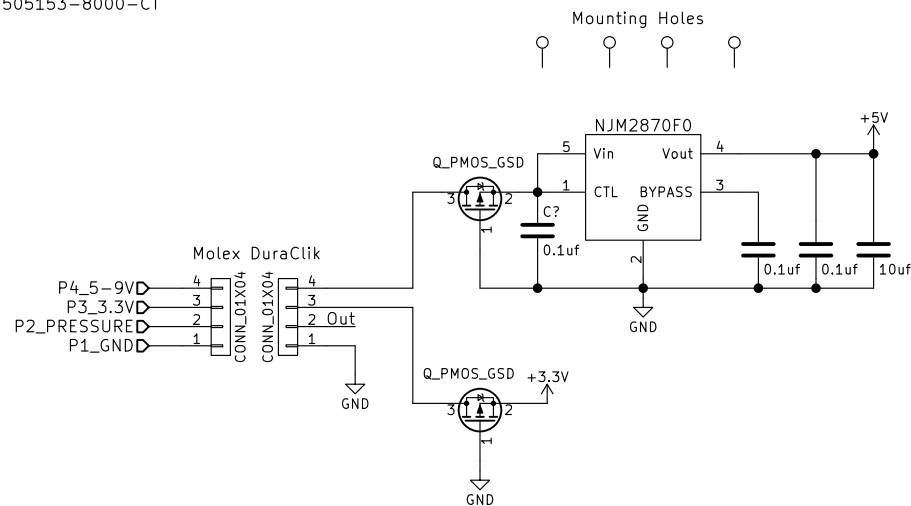 505153-8000-CT
Mounting Holes
+5V
NJM2870F0
5 Vin Vout 4
Q_PMOS_GSD
3 2
1 CTL BYPASS 3
1
C?
0.1uf
GND
2
0.1uf 0.1uf 10uf
GND
Molex DuraClik
P4_5-9V 4 4
P3_3.3V 3 3
P2_PRESSURE 2 2 Out
P1_GND 1 1
CONN_01X04 CONN_01X04
GND
Q_PMOS_GSD +3.3V
3 2
1
GND